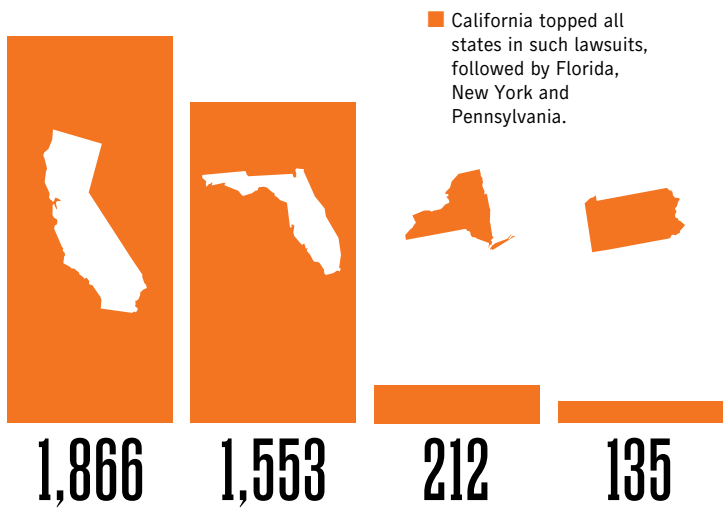 California topped all
states in such lawsuits,
followed by Florida,
New York and
Pennsylvania.
1,866
1,553
212
135